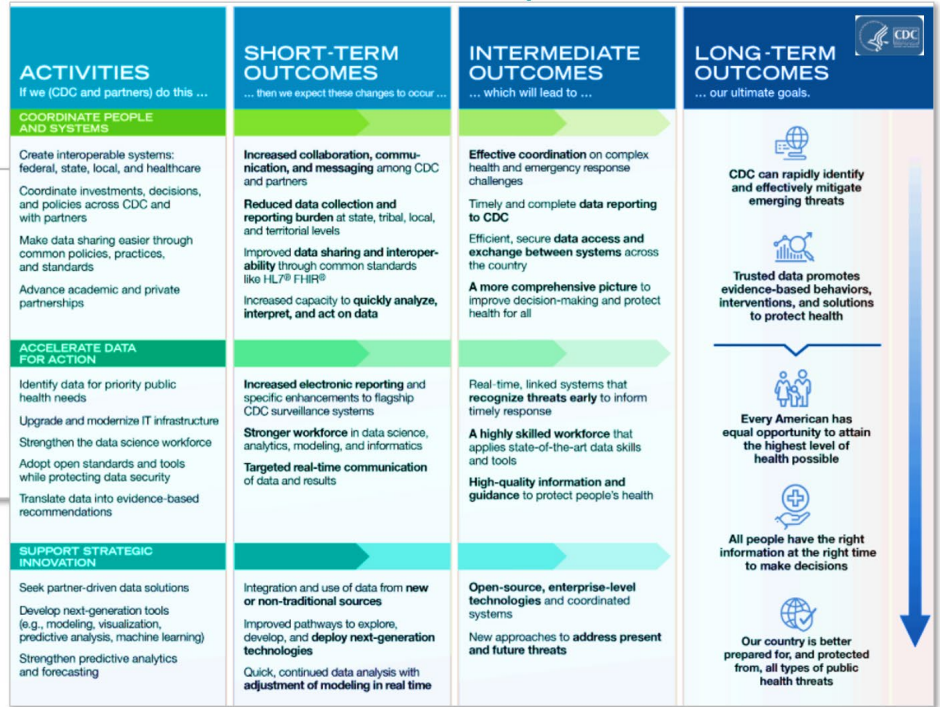 ACTIVITIES
If we (CDC and partners) do this ...
SHORT-TERM
OUTCOMES
... then we expect these changes to occur ...
INTERMEDIATE
OUTCOMES
... which will lead to ...
LONG-TERM
OUTCOMES
... our ultimate goals.
CDC
COORDINATE PEOPLE
AND SYSTEMS
Create interoperable systems:
federal, state, local, and healthcare
Coordinate investments, decisions,
and policies across CDC and
with partners
Make data sharing easier through
common policies, practices,
and standards
Advance academic and private
partnerships
Increased collaboration, commu-
nication, and messaging among CDC
and partners
Reduced data collection and
reporting burden at state, tribal, local,
and territorial levels
Improved data sharing and interoper-
ability through common standards
like HL7® FHIR®
Increased capacity to quickly analyze,
interpret, and act on data
Effective coordination on complex
health and emergency response
challenges
Timely and complete data reporting
to CDC
Efficient, secure data access and
exchange between systems across
the country
A more comprehensive picture to
improve decision-making and protect
health for all
ACCELERATE DATA
FOR ACTION
Identify data for priority public
health needs
Upgrade and modernize IT infrastructure
Strengthen the data science workforce
Adopt open standards and tools
while protecting data security
Translate data into evidence-based
recommendations
Increased electronic reporting and
specific enhancements to flagship
CDC surveillance systems
Stronger workforce in data science,
analytics, modeling, and informatics
Targeted real-time communication
of data and results
Real-time, linked systems that
recognize threats early to inform
timely response
A highly skilled workforce that
applies state-of-the-art data skills
and tools
High-quality information and
guidance to protect people's health
SUPPORT STRATEGIC
INNOVATION
Seek partner-driven data solutions
Develop next-generation tools
(e.g., modeling, visualization,
predictive analysis, machine learning)
Strengthen predictive analytics
and forecasting
Integration and use of data from new
or non-traditional sources
Improved pathways to explore,
develop, and deploy next-generation
technologies
Quick, continued data analysis with
adjustment of modeling in real time
Open-source, enterprise-level
technologies and coordinated
systems
New approaches to address present
and future threats
CDC can rapidly identify
and effectively mitigate
emerging threats
Trusted data promotes
evidence-based behaviors,
interventions, and solutions
to protect health
Every American has
equal opportunity to attain
the highest level of
health possible
All people have the right
information at the right time
to make decisions
Our country is better
prepared for, and protected
from, all types of public
health threats